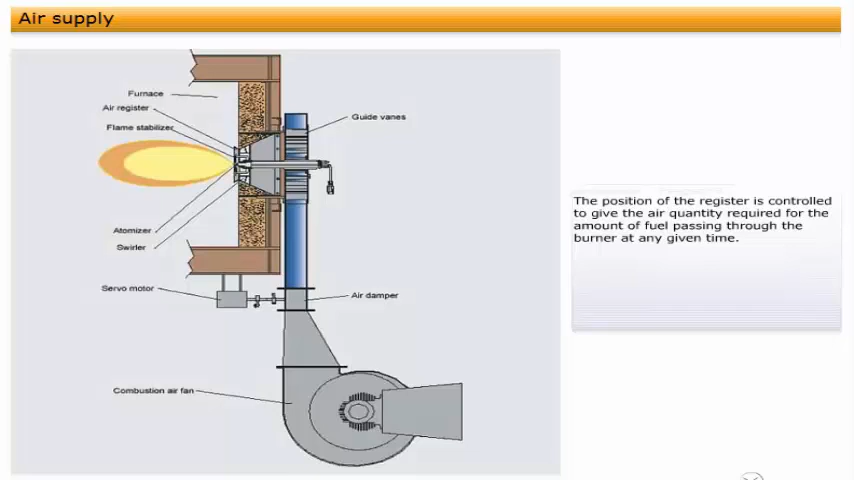 Air supply
Furnace
Air register
Flame stabilizer
Guide vanes
Atomizer
Swirler
Servo motor
Air damper
Combustion air fan
The position of the register is controlled
to give the air quantity required for the
amount of fuel passing through the
burner at any given time.